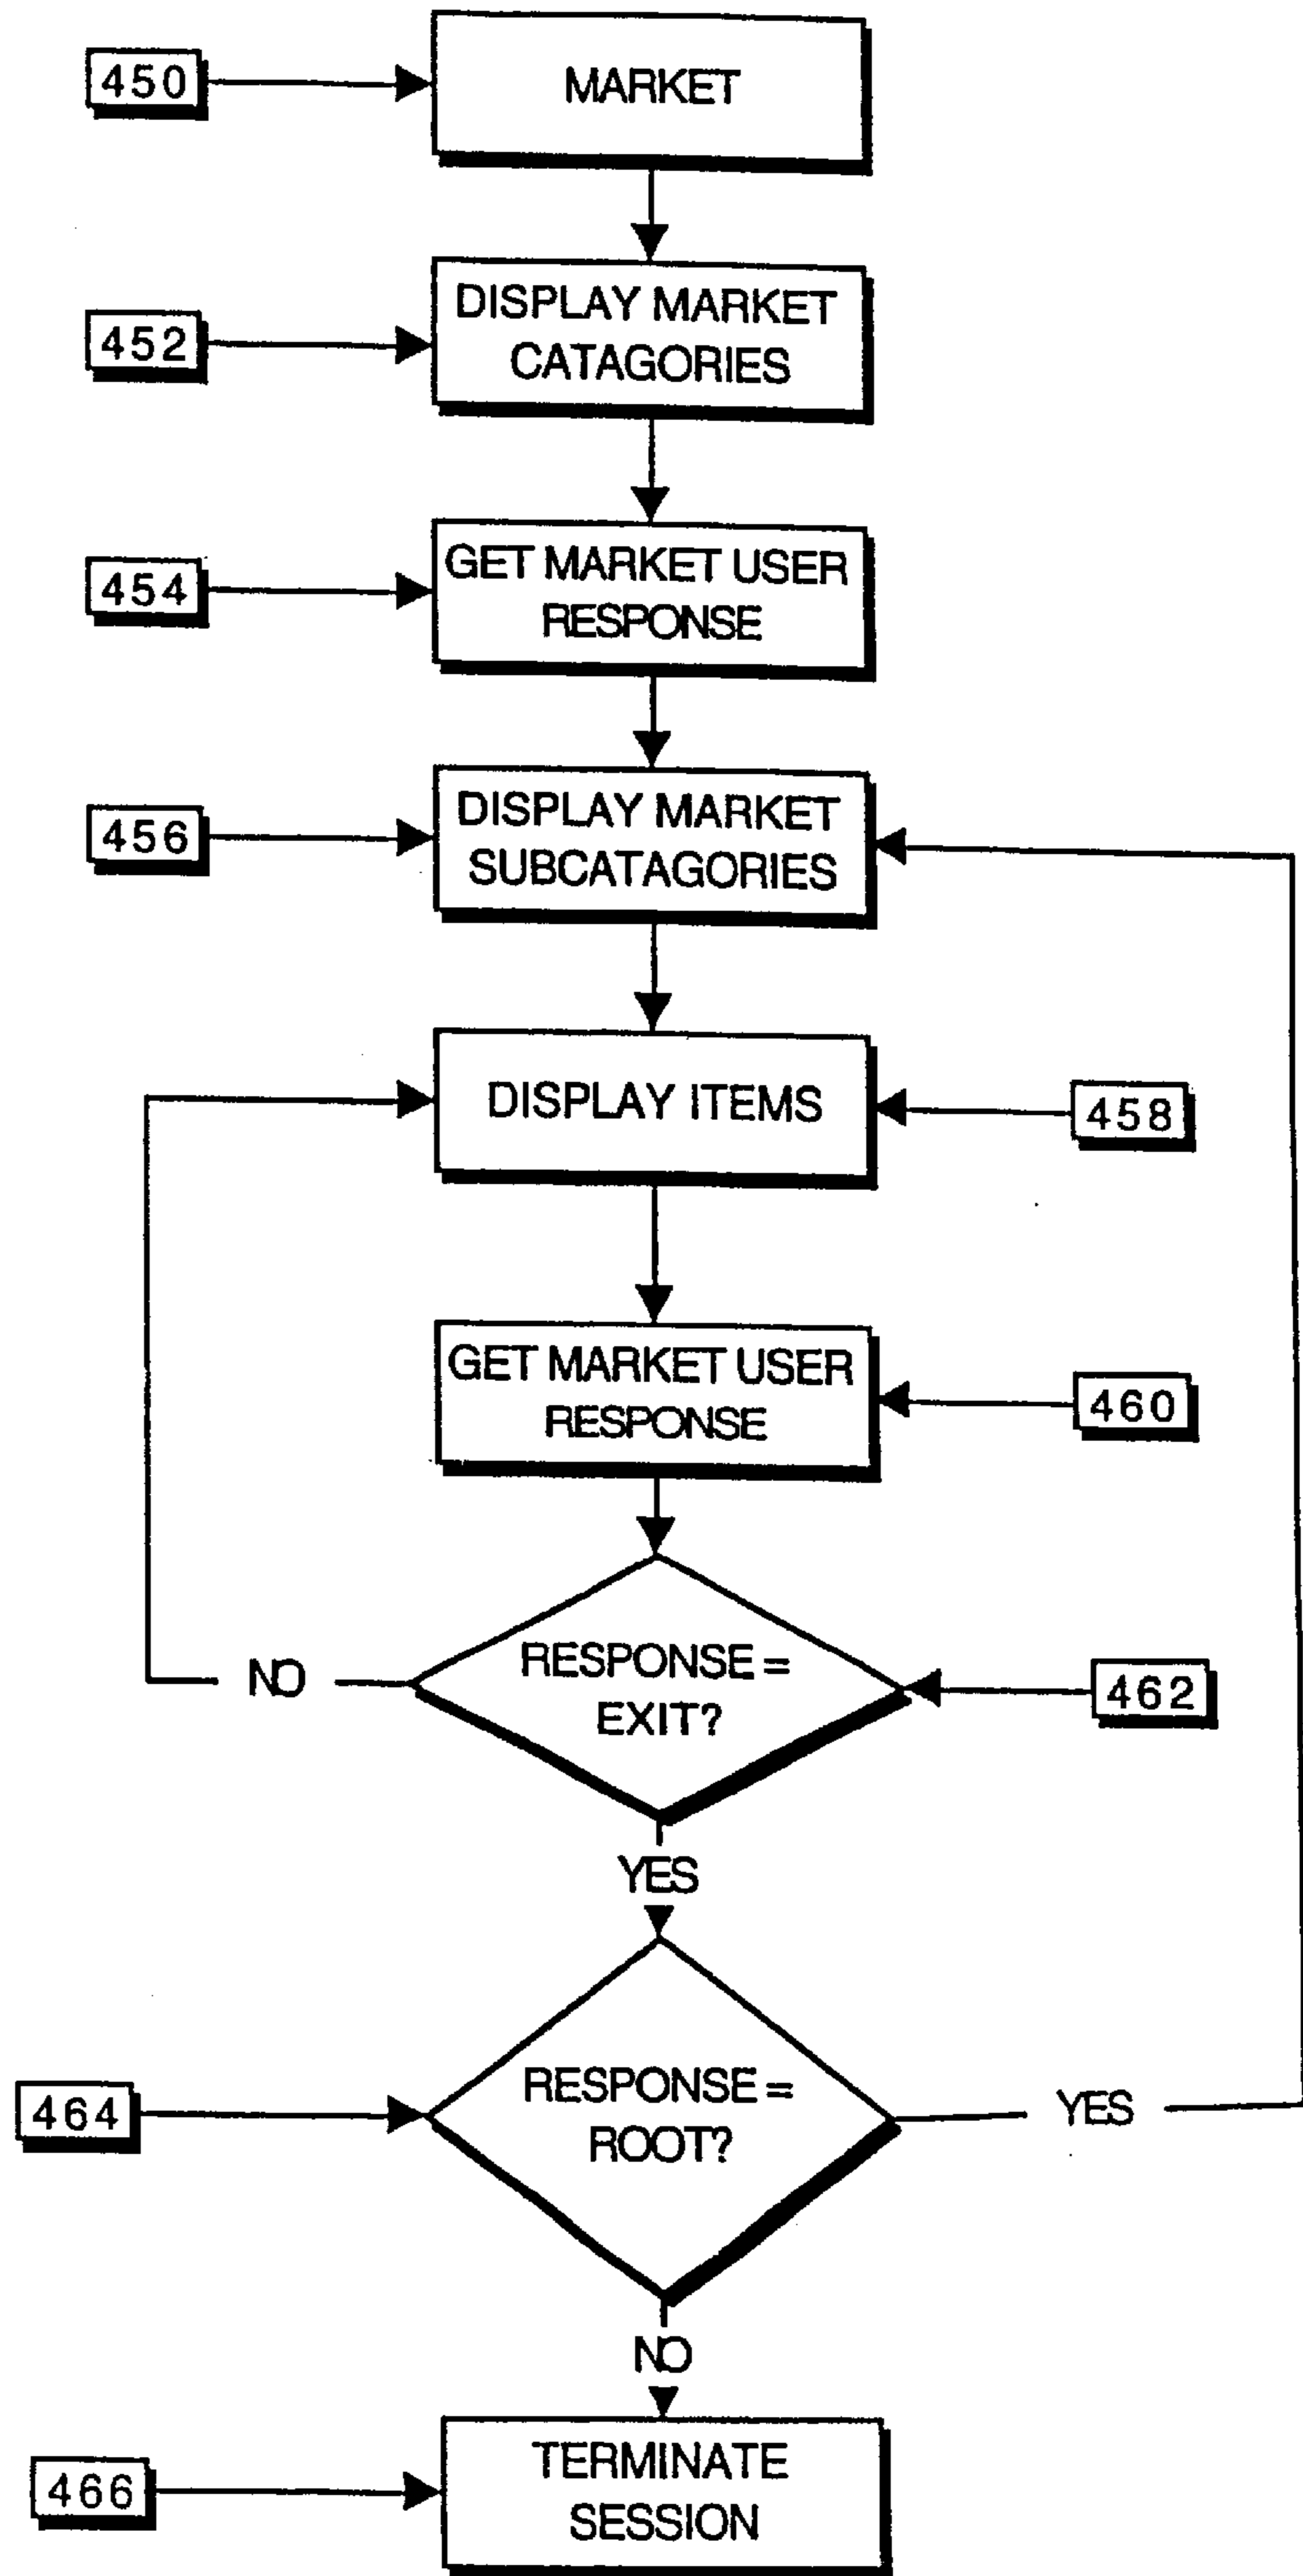 450
MARKET
452
DISPLAY MARKET
CATAGORIES
454
GET MARKET USER
RESPONSE
456
DISPLAY MARKET
SUBCATAGORIES
DISPLAY ITEMS
458
GET MARKET USER
RESPONSE
460
NO
RESPONSE =
EXIT?
462
YES
464
RESPONSE =
ROOT?
YES
NO
466
TERMINATE
SESSION